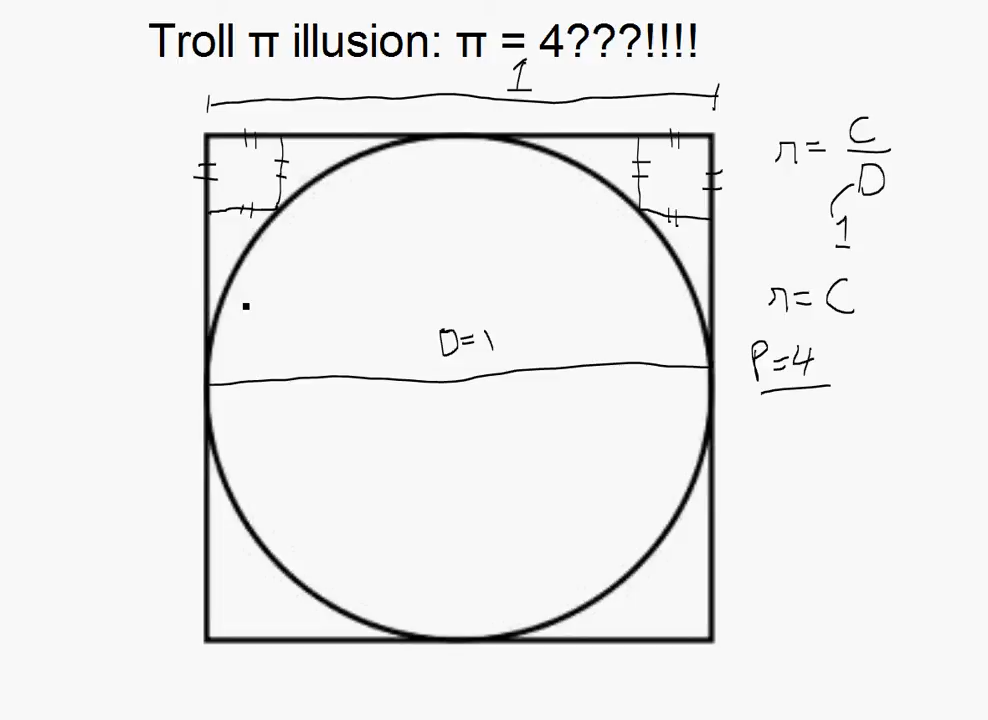 Troll π illusion: π = 4???!!!!
1
π = C/D
1
π = C
D=1
P=4